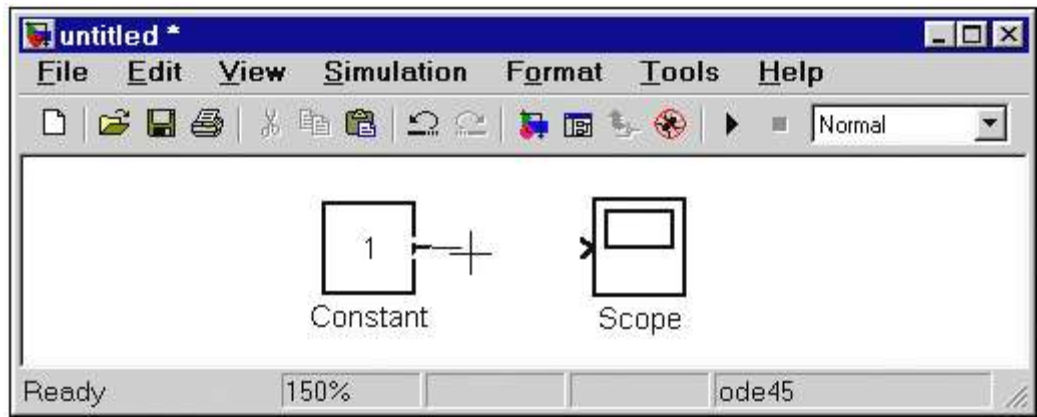 untitled *
File Edit View Simulation Format Tools Help
Normal
1
Constant Scope
Ready 150% ode45